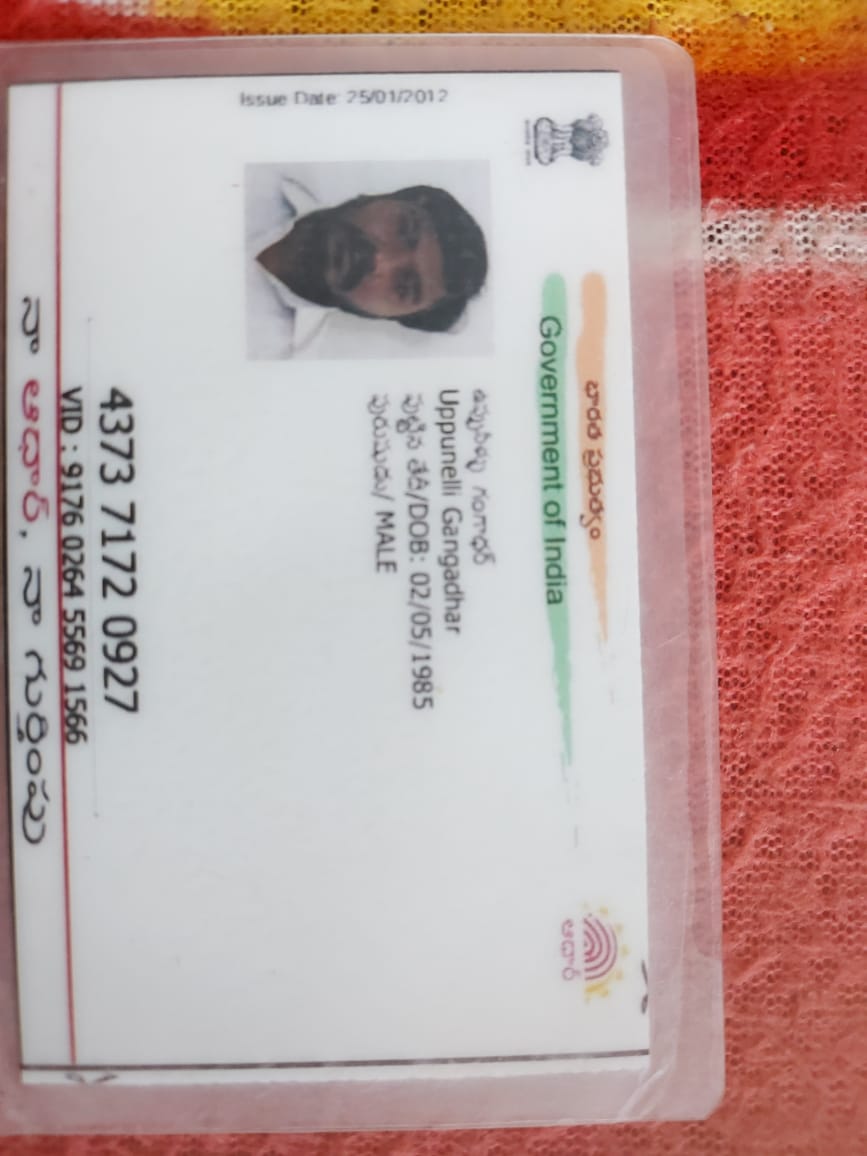 భారత ప్రభుత్వం
Government of India
ఆధార్
గంగాధర్
Uppunelli Gangadhar
పుట్టిన తేదీ/DOB: 02/05/1985
పురుషుడు/ MALE
Issue Date: 25/01/2012
4373 7172 0927
VID : 9176 0264 5569 1566
నా ఆధార్, నా గుర్తింపు